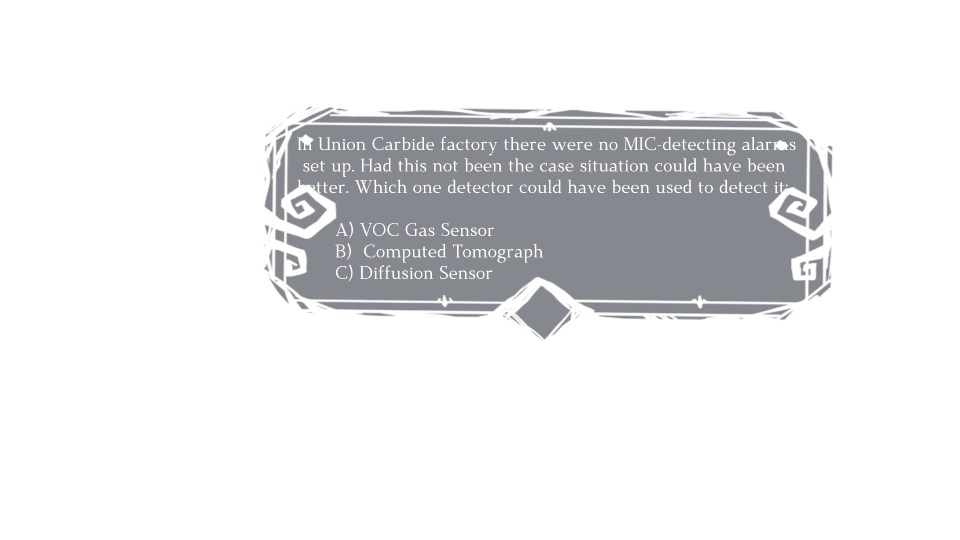 In Union Carbide factory there were no MIC-detecting alarms
set up. Had this not been the case situation could have been
better. Which one detector could have been used to detect it:
A) VOC Gas Sensor
B) Computed Tomograph
C) Diffusion Sensor